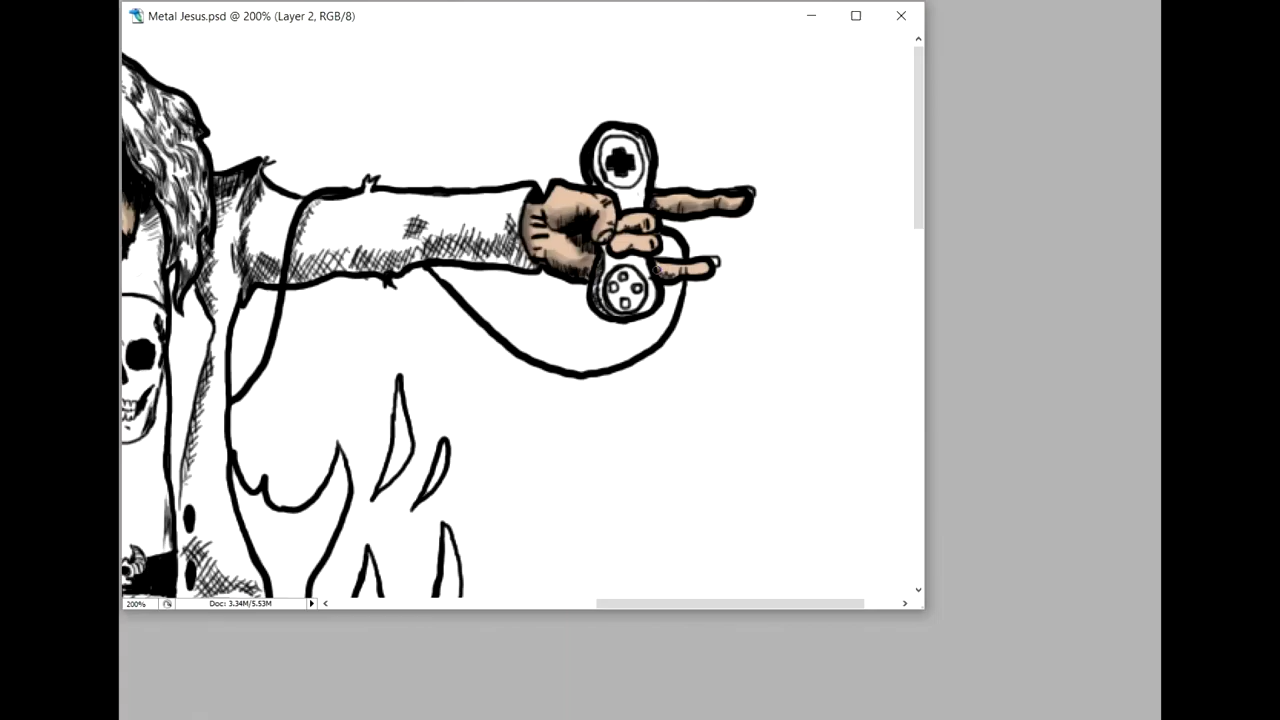 Metal Jesus.psd @ 200% (Layer 2, RGB/8)
200% Doc: 3.34M/5.53M